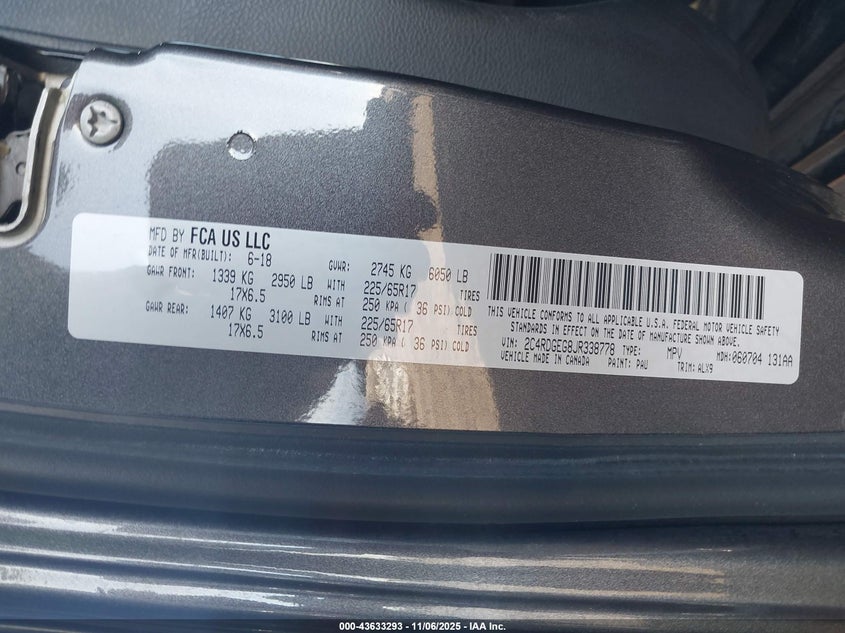 MFD BY FCA US LLC
DATE OF MFR(BUILT): 6-18 GVWR: 2745 KG 6050 LB
GAWR FRONT: 1339 KG 2950 LB WITH 225/65R17 TIRES
17X6.5 RIMS AT 250 KPA ( 36 PSI) COLD
GAWR REAR: 1407 KG 3100 LB WITH 225/65R17 TIRES
17X6.5 RIMS AT 250 KPA ( 36 PSI) COLD
THIS VEHICLE CONFORMS TO ALL APPLICABLE U.S.A. FEDERAL MOTOR VEHICLE SAFETY
STANDARDS IN EFFECT ON THE DATE OF MANUFACTURE SHOWN ABOVE.
VIN: 2C4RDGEG8JR338778 TYPE: MPV MDH:060704 131AA
VEHICLE MADE IN CANADA PAINT: PAU TRIM: ALX9
000-43633293 - 11/06/2025 - IAA Inc.